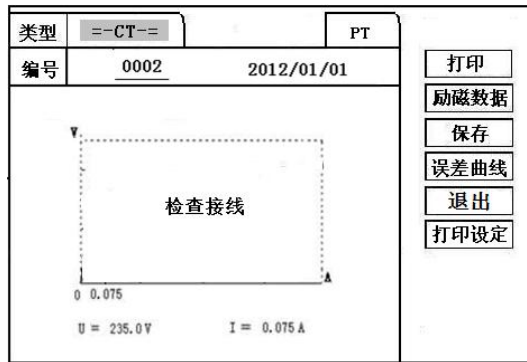 类型 =-CT-= PT
编号 0002 2012/01/01
打印
励磁数据
保存
误差曲线
退出
打印设定
V
检查接线
A
0 0.075
U = 235.0V I = 0.075A